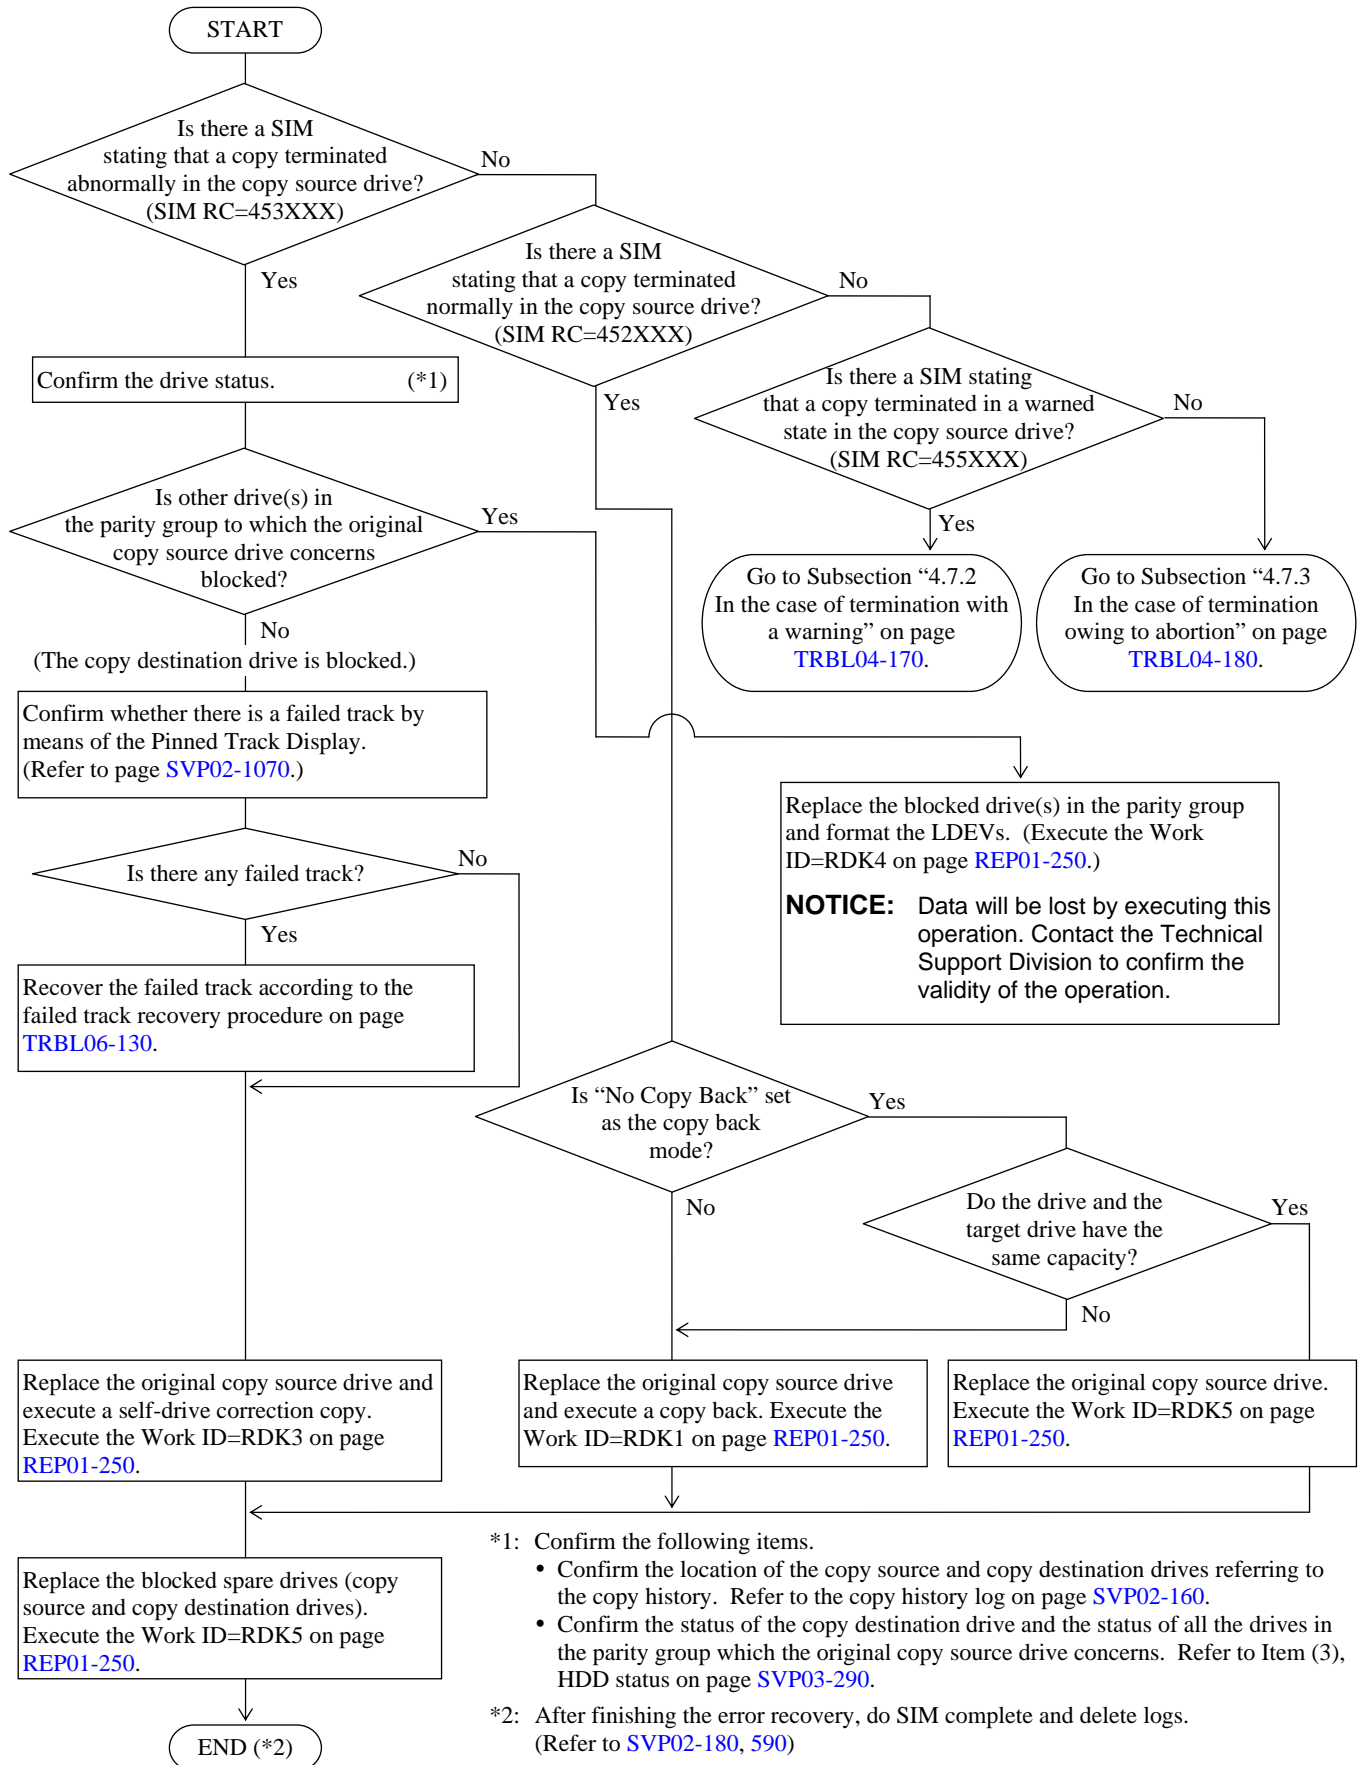 START
Is there a SIM
stating that a copy terminated
abnormally in the copy source drive?
(SIM RC=453XXX)
No
Yes
Is there a SIM
stating that a copy terminated
normally in the copy source drive?
(SIM RC=452XXX)
No
Yes
Is there a SIM stating
that a copy terminated in a warned
state in the copy source drive?
(SIM RC=455XXX)
No
Yes
Confirm the drive status. (*1)
Is other drive(s) in
the parity group to which the original
copy source drive concerns
blocked?
Yes
No
(The copy destination drive is blocked.)
Go to Subsection “4.7.2
In the case of termination with
a warning” on page
TRBL04-170.
Go to Subsection “4.7.3
In the case of termination
owing to abortion” on page
TRBL04-180.
Confirm whether there is a failed track by
means of the Pinned Track Display.
(Refer to page SVP02-1070.)
Is there any failed track?
No
Yes
Recover the failed track according to the
failed track recovery procedure on page
TRBL06-130.
Replace the blocked drive(s) in the parity group
and format the LDEVs. (Execute the Work
ID=RDK4 on page REP01-250.)
NOTICE: Data will be lost by executing this
operation. Contact the Technical
Support Division to confirm the
validity of the operation.
Is “No Copy Back” set
as the copy back
mode?
Yes
No
Do the drive and the
target drive have the
same capacity?
Yes
No
Replace the original copy source drive and
execute a self-drive correction copy.
Execute the Work ID=RDK3 on page
REP01-250.
Replace the original copy source drive
and execute a copy back. Execute the
Work ID=RDK1 on page REP01-250.
Replace the original copy source drive.
Execute the Work ID=RDK5 on page
REP01-250.
Replace the blocked spare drives (copy
source and copy destination drives).
Execute the Work ID=RDK5 on page
REP01-250.
END (*2)
*1: Confirm the following items.
• Confirm the location of the copy source and copy destination drives referring to
the copy history. Refer to the copy history log on page SVP02-160.
• Confirm the status of the copy destination drive and the status of all the drives in
the parity group which the original copy source drive concerns. Refer to Item (3),
HDD status on page SVP03-290.
*2: After finishing the error recovery, do SIM complete and delete logs.
(Refer to SVP02-180, 590)